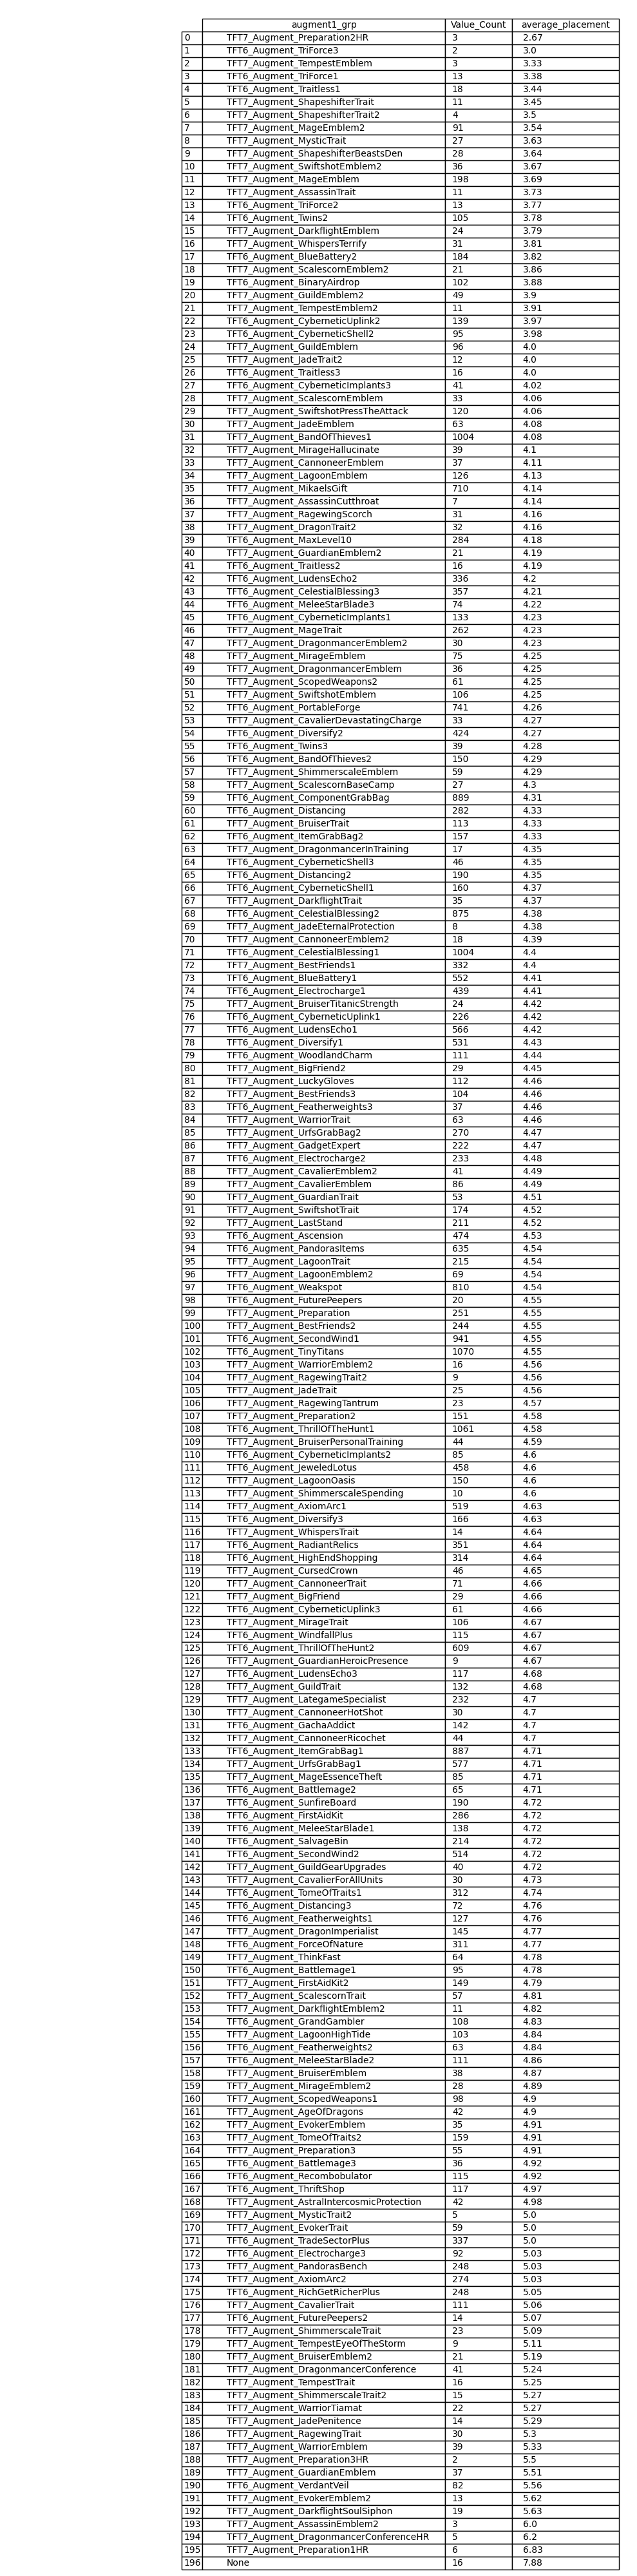 augment1_grp Value_Count average_placement
0 TFT7_Augment_Preparation2HR 3 2.67
1 TFT6_Augment_TriForce3 2 3.0
2 TFT7_Augment_TempestEmblem 3 3.33
3 TFT6_Augment_TriForce1 13 3.38
4 TFT6_Augment_Traitless1 18 3.44
5 TFT7_Augment_ShapeshifterTrait 11 3.45
6 TFT7_Augment_ShapeshifterTrait2 4 3.5
7 TFT7_Augment_MageEmblem2 91 3.54
8 TFT7_Augment_MysticTrait 27 3.63
9 TFT7_Augment_ShapeshifterBeastsDen 28 3.64
10 TFT7_Augment_SwiftshotEmblem2 36 3.67
11 TFT7_Augment_MageEmblem 198 3.69
12 TFT7_Augment_AssassinTrait 11 3.73
13 TFT6_Augment_TriForce2 13 3.77
14 TFT6_Augment_Twins2 105 3.78
15 TFT7_Augment_DarkflightEmblem 24 3.79
16 TFT7_Augment_WhispersTerrify 31 3.81
17 TFT6_Augment_BlueBattery2 184 3.82
18 TFT7_Augment_ScalescornEmblem2 21 3.86
19 TFT6_Augment_BinaryAirdrop 102 3.88
20 TFT7_Augment_GuildEmblem2 49 3.9
21 TFT7_Augment_TempestEmblem2 11 3.91
22 TFT6_Augment_CyberneticUplink2 139 3.97
23 TFT6_Augment_CyberneticShell2 95 3.98
24 TFT7_Augment_GuildEmblem 96 4.0
25 TFT7_Augment_JadeTrait2 12 4.0
26 TFT6_Augment_Traitless3 16 4.0
27 TFT6_Augment_CyberneticImplants3 41 4.02
28 TFT7_Augment_ScalescornEmblem 33 4.06
29 TFT7_Augment_SwiftshotPressTheAttack 120 4.06
30 TFT7_Augment_JadeEmblem 63 4.08
31 TFT7_Augment_BandOfThieves1 1004 4.08
32 TFT7_Augment_MirageHallucinate 39 4.1
33 TFT7_Augment_CannoneerEmblem 37 4.11
34 TFT7_Augment_LagoonEmblem 126 4.13
35 TFT7_Augment_MikaelsGift 710 4.14
36 TFT7_Augment_AssassinCutthroat 7 4.14
37 TFT7_Augment_RagewingScorch 31 4.16
38 TFT7_Augment_DragonTrait2 32 4.16
39 TFT6_Augment_MaxLevel10 284 4.18
40 TFT7_Augment_GuardianEmblem2 21 4.19
41 TFT6_Augment_Traitless2 16 4.19
42 TFT6_Augment_LudensEcho2 336 4.2
43 TFT6_Augment_CelestialBlessing3 357 4.21
44 TFT6_Augment_MeleeStarBlade3 74 4.22
45 TFT6_Augment_CyberneticImplants1 133 4.23
46 TFT7_Augment_MageTrait 262 4.23
47 TFT7_Augment_DragonmancerEmblem2 30 4.23
48 TFT7_Augment_MirageEmblem 75 4.25
49 TFT7_Augment_DragonmancerEmblem 36 4.25
50 TFT7_Augment_ScopedWeapons2 61 4.25
51 TFT7_Augment_SwiftshotEmblem 106 4.25
52 TFT6_Augment_PortableForge 741 4.26
53 TFT7_Augment_CavalierDevastatingCharge 33 4.27
54 TFT6_Augment_Diversify2 424 4.27
55 TFT6_Augment_Twins3 39 4.28
56 TFT6_Augment_BandOfThieves2 150 4.29
57 TFT7_Augment_ShimmerscaleEmblem 59 4.29
58 TFT7_Augment_ScalescornBaseCamp 27 4.3
59 TFT6_Augment_ComponentGrabBag 889 4.31
60 TFT6_Augment_Distancing 282 4.33
61 TFT7_Augment_BruiserTrait 113 4.33
62 TFT6_Augment_ItemGrabBag2 157 4.33
63 TFT7_Augment_DragonmancerInTraining 17 4.35
64 TFT6_Augment_CyberneticShell3 46 4.35
65 TFT6_Augment_Distancing2 190 4.35
66 TFT6_Augment_CyberneticShell1 160 4.37
67 TFT7_Augment_DarkflightTrait 35 4.37
68 TFT6_Augment_CelestialBlessing2 875 4.38
69 TFT7_Augment_JadeEternalProtection 8 4.38
70 TFT7_Augment_CannoneerEmblem2 18 4.39
71 TFT6_Augment_CelestialBlessing1 1004 4.4
72 TFT7_Augment_BestFriends1 332 4.4
73 TFT6_Augment_BlueBattery1 552 4.41
74 TFT6_Augment_Electrocharge1 439 4.41
75 TFT7_Augment_BruiserTitanicStrength 24 4.42
76 TFT6_Augment_CyberneticUplink1 226 4.42
77 TFT6_Augment_LudensEcho1 566 4.42
78 TFT6_Augment_Diversify1 531 4.43
79 TFT6_Augment_WoodlandCharm 111 4.44
80 TFT7_Augment_BigFriend2 29 4.45
81 TFT7_Augment_LuckyGloves 112 4.46
82 TFT7_Augment_BestFriends3 104 4.46
83 TFT6_Augment_Featherweights3 37 4.46
84 TFT7_Augment_WarriorTrait 63 4.46
85 TFT7_Augment_UrfsGrabBag2 270 4.47
86 TFT7_Augment_GadgetExpert 222 4.47
87 TFT6_Augment_Electrocharge2 233 4.48
88 TFT7_Augment_CavalierEmblem2 41 4.49
89 TFT7_Augment_CavalierEmblem 86 4.49
90 TFT7_Augment_GuardianTrait 53 4.51
91 TFT7_Augment_SwiftshotTrait 174 4.52
92 TFT7_Augment_LastStand 211 4.52
93 TFT6_Augment_Ascension 474 4.53
94 TFT6_Augment_PandorasItems 635 4.54
95 TFT7_Augment_LagoonTrait 215 4.54
96 TFT7_Augment_LagoonEmblem2 69 4.54
97 TFT6_Augment_Weakspot 810 4.54
98 TFT6_Augment_FuturePeepers 20 4.55
99 TFT7_Augment_Preparation 251 4.55
100 TFT7_Augment_BestFriends2 244 4.55
101 TFT6_Augment_SecondWind1 941 4.55
102 TFT6_Augment_TinyTitans 1070 4.55
103 TFT7_Augment_WarriorEmblem2 16 4.56
104 TFT7_Augment_RagewingTrait2 9 4.56
105 TFT7_Augment_JadeTrait 25 4.56
106 TFT7_Augment_RagewingTantrum 23 4.57
107 TFT7_Augment_Preparation2 151 4.58
108 TFT6_Augment_ThrillOfTheHunt1 1061 4.58
109 TFT7_Augment_BruiserPersonalTraining 44 4.59
110 TFT6_Augment_CyberneticImplants2 85 4.6
111 TFT6_Augment_JeweledLotus 458 4.6
112 TFT7_Augment_LagoonOasis 150 4.6
113 TFT7_Augment_ShimmerscaleSpending 10 4.6
114 TFT7_Augment_AxiomArc1 519 4.63
115 TFT6_Augment_Diversify3 166 4.63
116 TFT7_Augment_WhispersTrait 14 4.64
117 TFT6_Augment_RadiantRelics 351 4.64
118 TFT6_Augment_HighEndShopping 314 4.64
119 TFT7_Augment_CursedCrown 46 4.65
120 TFT7_Augment_CannoneerTrait 71 4.66
121 TFT7_Augment_BigFriend 29 4.66
122 TFT6_Augment_CyberneticUplink3 61 4.66
123 TFT7_Augment_MirageTrait 106 4.67
124 TFT6_Augment_WindfallPlus 115 4.67
125 TFT6_Augment_ThrillOfTheHunt2 609 4.67
126 TFT7_Augment_GuardianHeroicPresence 9 4.67
127 TFT6_Augment_LudensEcho3 117 4.68
128 TFT7_Augment_GuildTrait 132 4.68
129 TFT7_Augment_LategameSpecialist 232 4.7
130 TFT7_Augment_CannoneerHotShot 30 4.7
131 TFT6_Augment_GachaAddict 142 4.7
132 TFT7_Augment_CannoneerRicochet 44 4.7
133 TFT6_Augment_ItemGrabBag1 887 4.71
134 TFT7_Augment_UrfsGrabBag1 577 4.71
135 TFT7_Augment_MageEssenceTheft 85 4.71
136 TFT6_Augment_Battlemage2 65 4.71
137 TFT6_Augment_SunfireBoard 190 4.72
138 TFT6_Augment_FirstAidKit 286 4.72
139 TFT6_Augment_MeleeStarBlade1 138 4.72
140 TFT6_Augment_SalvageBin 214 4.72
141 TFT6_Augment_SecondWind2 514 4.72
142 TFT7_Augment_GuildGearUpgrades 40 4.72
143 TFT7_Augment_CavalierForAllUnits 30 4.73
144 TFT6_Augment_TomeOfTraits1 312 4.74
145 TFT6_Augment_Distancing3 72 4.76
146 TFT6_Augment_Featherweights1 127 4.76
147 TFT7_Augment_DragonImperialist 145 4.77
148 TFT6_Augment_ForceOfNature 311 4.77
149 TFT7_Augment_ThinkFast 64 4.78
150 TFT6_Augment_Battlemage1 95 4.78
151 TFT7_Augment_FirstAidKit2 149 4.79
152 TFT7_Augment_ScalescornTrait 57 4.81
153 TFT7_Augment_DarkflightEmblem2 11 4.82
154 TFT6_Augment_GrandGambler 108 4.83
155 TFT7_Augment_LagoonHighTide 103 4.84
156 TFT6_Augment_Featherweights2 63 4.84
157 TFT6_Augment_MeleeStarBlade2 111 4.86
158 TFT7_Augment_BruiserEmblem 38 4.87
159 TFT7_Augment_MirageEmblem2 28 4.89
160 TFT7_Augment_ScopedWeapons1 98 4.9
161 TFT7_Augment_AgeOfDragons 42 4.9
162 TFT7_Augment_EvokerEmblem 35 4.91
163 TFT7_Augment_TomeOfTraits2 159 4.91
164 TFT7_Augment_Preparation3 55 4.91
165 TFT6_Augment_Battlemage3 36 4.92
166 TFT6_Augment_Recombobulator 115 4.92
167 TFT6_Augment_ThriftShop 117 4.97
168 TFT7_Augment_AstralIntercosmicProtection 42 4.98
169 TFT7_Augment_MysticTrait2 5 5.0
170 TFT7_Augment_EvokerTrait 59 5.0
171 TFT6_Augment_TradeSectorPlus 337 5.0
172 TFT6_Augment_Electrocharge3 92 5.03
173 TFT7_Augment_PandorasBench 248 5.03
174 TFT7_Augment_AxiomArc2 274 5.03
175 TFT6_Augment_RichGetRicherPlus 248 5.05
176 TFT7_Augment_CavalierTrait 111 5.06
177 TFT6_Augment_FuturePeepers2 14 5.07
178 TFT7_Augment_ShimmerscaleTrait 23 5.09
179 TFT7_Augment_TempestEyeOfTheStorm 9 5.11
180 TFT7_Augment_BruiserEmblem2 21 5.19
181 TFT7_Augment_DragonmancerConference 41 5.24
182 TFT7_Augment_TempestTrait 16 5.25
183 TFT7_Augment_ShimmerscaleTrait2 15 5.27
184 TFT7_Augment_WarriorTiamat 22 5.27
185 TFT7_Augment_JadePenitence 14 5.29
186 TFT7_Augment_RagewingTrait 30 5.3
187 TFT7_Augment_WarriorEmblem 39 5.33
188 TFT7_Augment_Preparation3HR 2 5.5
189 TFT7_Augment_GuardianEmblem 37 5.51
190 TFT6_Augment_VerdantVeil 82 5.56
191 TFT7_Augment_EvokerEmblem2 13 5.62
192 TFT7_Augment_DarkflightSoulSiphon 19 5.63
193 TFT7_Augment_AssassinEmblem2 3 6.0
194 TFT7_Augment_DragonmancerConferenceHR 5 6.2
195 TFT7_Augment_Preparation1HR 6 6.83
196 None 16 7.88